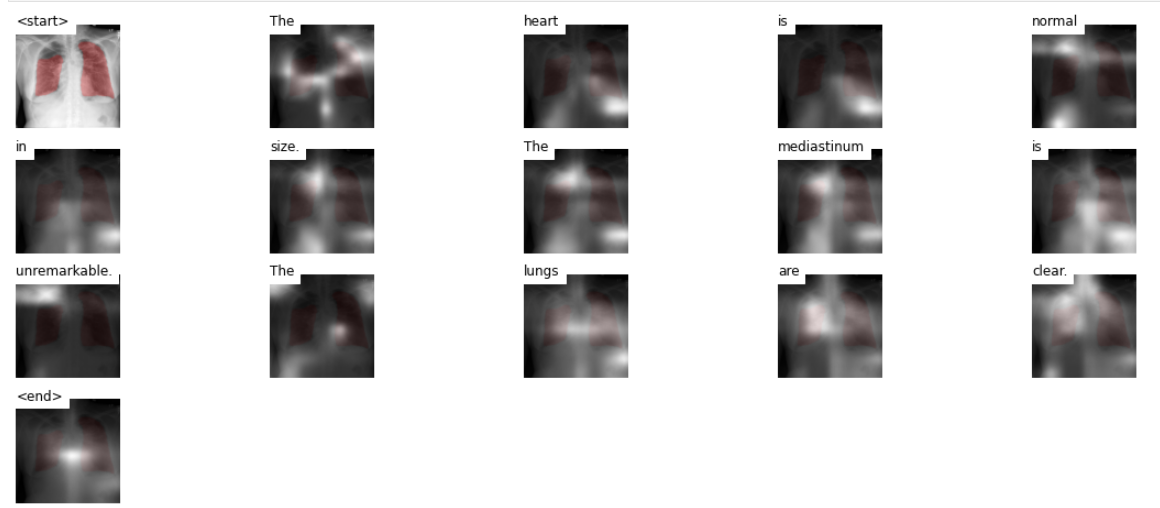 <start> The heart is normal
in size. The mediastinum is
unremarkable. The lungs are clear.
<end>